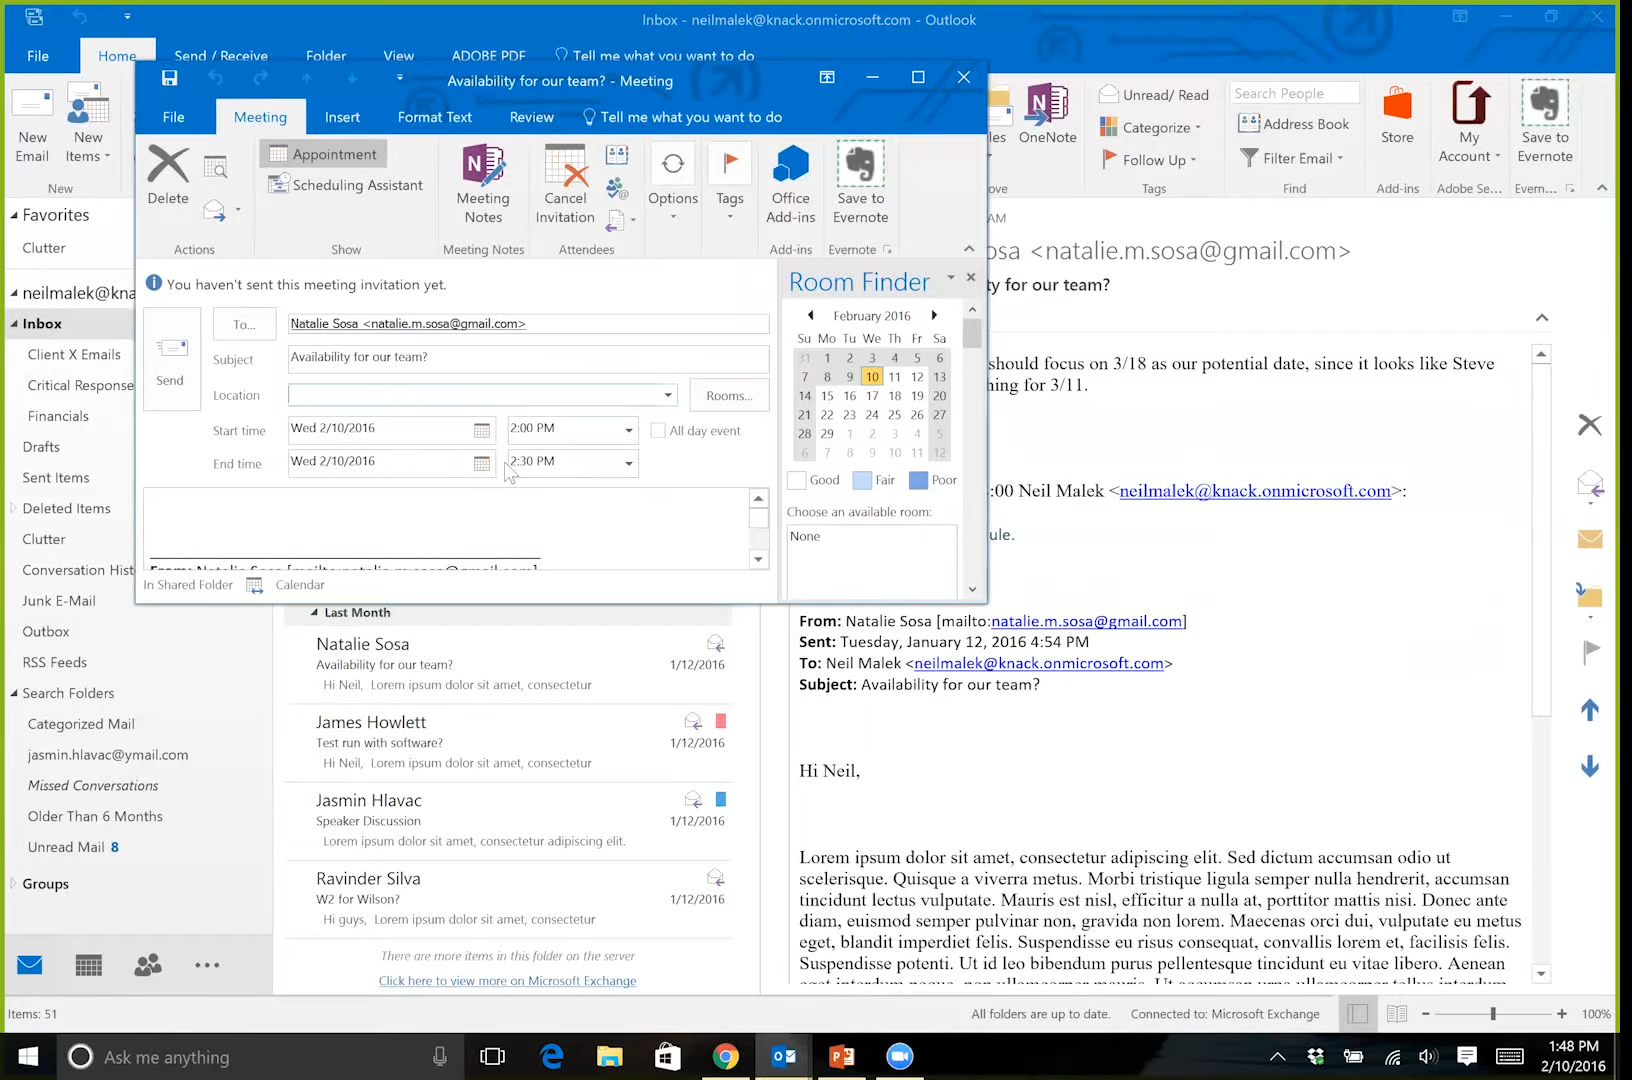 Inbox - neilmalek@knack.onmicrosoft.com - Outlook
File
Home
Send / Receive
Folder
View
ADOBE PDF
Tell me what you want to do
New Email
New Items
New
OneNote
Unread/ Read
Categorize
Follow Up
Tags
Search People
Address Book
Filter Email
Find
Store
Add-ins
My Account
Adobe Se...
Save to Evernote
Evern...
Availability for our team? - Meeting
File
Meeting
Insert
Format Text
Review
Tell me what you want to do
Delete
Actions
Appointment
Scheduling Assistant
Show
Meeting Notes
Meeting Notes
Cancel Invitation
Attendees
Options
Tags
Office Add-ins
Add-ins
Save to Evernote
Evernote
You haven't sent this meeting invitation yet.
Send
To...
Natalie Sosa <natalie.m.sosa@gmail.com>
Subject
Availability for our team?
Location
Rooms...
Start time
Wed 2/10/2016
2:00 PM
All day event
End time
Wed 2/10/2016
2:30 PM
In Shared Folder
Calendar
Room Finder
February 2016
Su Mo Tu We Th Fr Sa
31 1 2 3 4 5 6
7 8 9 10 11 12 13
14 15 16 17 18 19 20
21 22 23 24 25 26 27
28 29 1 2 3 4 5
6 7 8 9 10 11 12
Good
Fair
Poor
Choose an available room:
None
Favorites
Clutter
neilmalek@kna
Inbox
Client X Emails
Critical Response
Financials
Drafts
Sent Items
Deleted Items
Clutter
Conversation Hist
Junk E-Mail
Outbox
RSS Feeds
Search Folders
Categorized Mail
jasmin.hlavac@ymail.com
Missed Conversations
Older Than 6 Months
Unread Mail 8
Groups
Last Month
Natalie Sosa
Availability for our team? 1/12/2016
Hi Neil, Lorem ipsum dolor sit amet, consectetur
James Howlett
Test run with software? 1/12/2016
Hi Neil, Lorem ipsum dolor sit amet, consectetur
Jasmin Hlavac
Speaker Discussion 1/12/2016
Lorem ipsum dolor sit amet, consectetur adipiscing elit.
Ravinder Silva
W2 for Wilson? 1/12/2016
Hi guys, Lorem ipsum dolor sit amet, consectetur
There are more items in this folder on the server
Click here to view more on Microsoft Exchange
AM
osa <natalie.m.sosa@gmail.com>
y for our team?
should focus on 3/18 as our potential date, since it looks like Steve
ning for 3/11.
:00 Neil Malek <neilmalek@knack.onmicrosoft.com>:
ule.
From: Natalie Sosa [mailto:natalie.m.sosa@gmail.com]
Sent: Tuesday, January 12, 2016 4:54 PM
To: Neil Malek <neilmalek@knack.onmicrosoft.com>
Subject: Availability for our team?
Hi Neil,
Lorem ipsum dolor sit amet, consectetur adipiscing elit. Sed dictum accumsan odio ut
scelerisque. Quisque a viverra metus. Morbi tristique ligula semper nulla hendrerit, accumsan
tincidunt lectus vulputate. Mauris est nisl, efficitur a nulla at, porttitor mattis nisi. Donec ante
diam, euismod semper pulvinar non, gravida non lorem. Maecenas orci dui, vulputate eu metus
eget, blandit imperdiet felis. Suspendisse eu risus consequat, convallis lorem et, facilisis felis.
Suspendisse potenti. Ut id leo bibendum purus pellentesque tincidunt eu vitae libero. Aenean
Items: 51
All folders are up to date.
Connected to: Microsoft Exchange
100%
Ask me anything
1:48 PM
2/10/2016